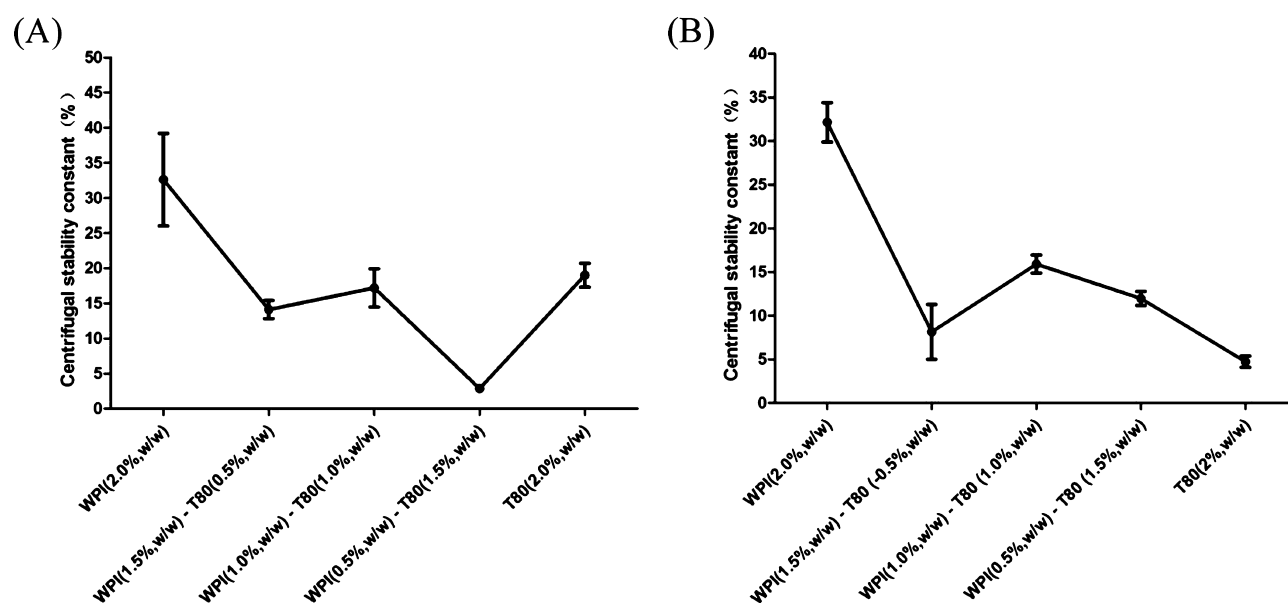 (A)
Centrifugal stability constant（%）
50
45
40
35
30
25
20
15
10
5
0
WPI(2.0%,w/w)
WPI(1.5%,w/w) - T80(0.5%,w/w)
WPI(1.0%,w/w) - T80(1.0%,w/w)
WPI(0.5%,w/w) - T80(1.5%,w/w)
T80(2.0%,w/w)
(B)
Centrifugal stability constant（%）
40
35
30
25
20
15
10
5
0
WPI(2.0%,w/w)
WPI(1.5%,w/w) - T80 (-0.5%,w/w)
WPI(1.0%,w/w) - T80 (1.0%,w/w)
WPI(0.5%,w/w) - T80 (1.5%,w/w)
T80(2%,w/w)